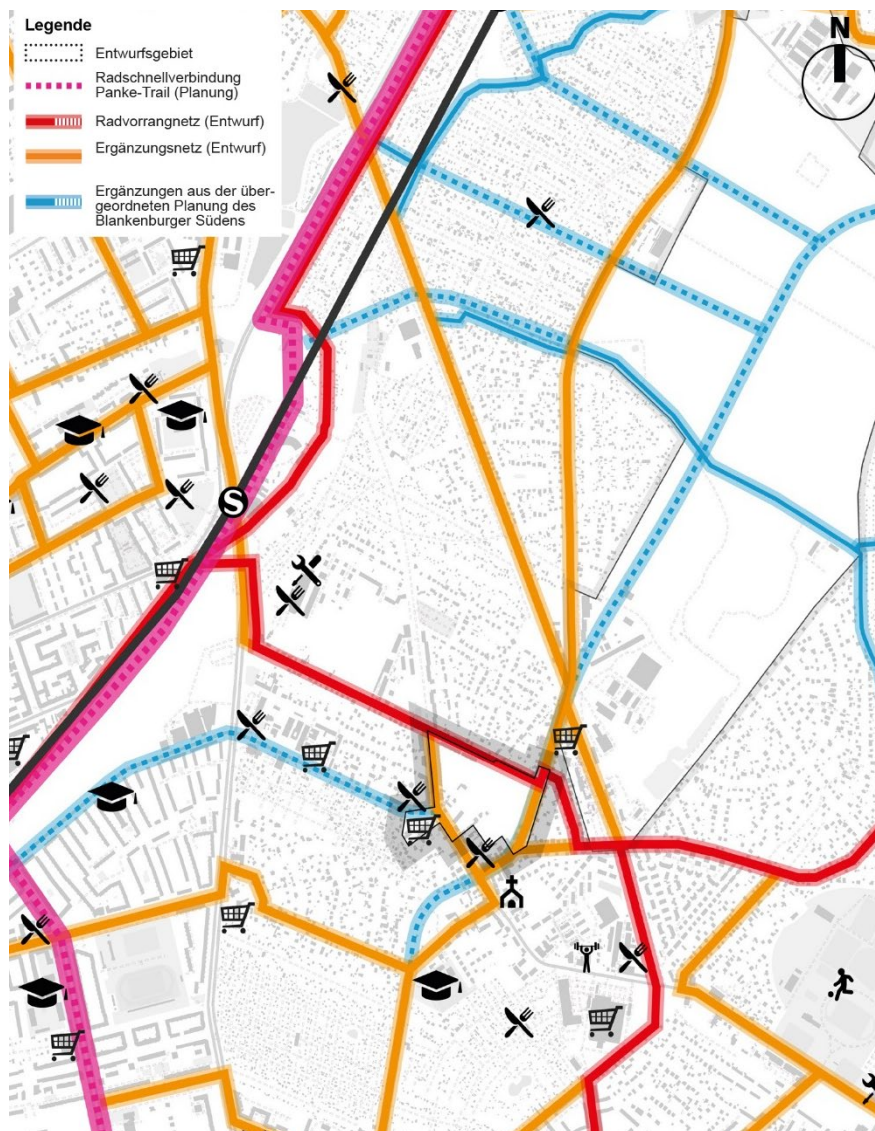 Legende
Entwurfsgebiet
Radschnellverbindung
Panke-Trail (Planung)
Radvorrangnetz (Entwurf)
Ergänzungsnetz (Entwurf)
Ergänzungen aus der über-
geordneten Planung des
Blankenburger Südens
N
S